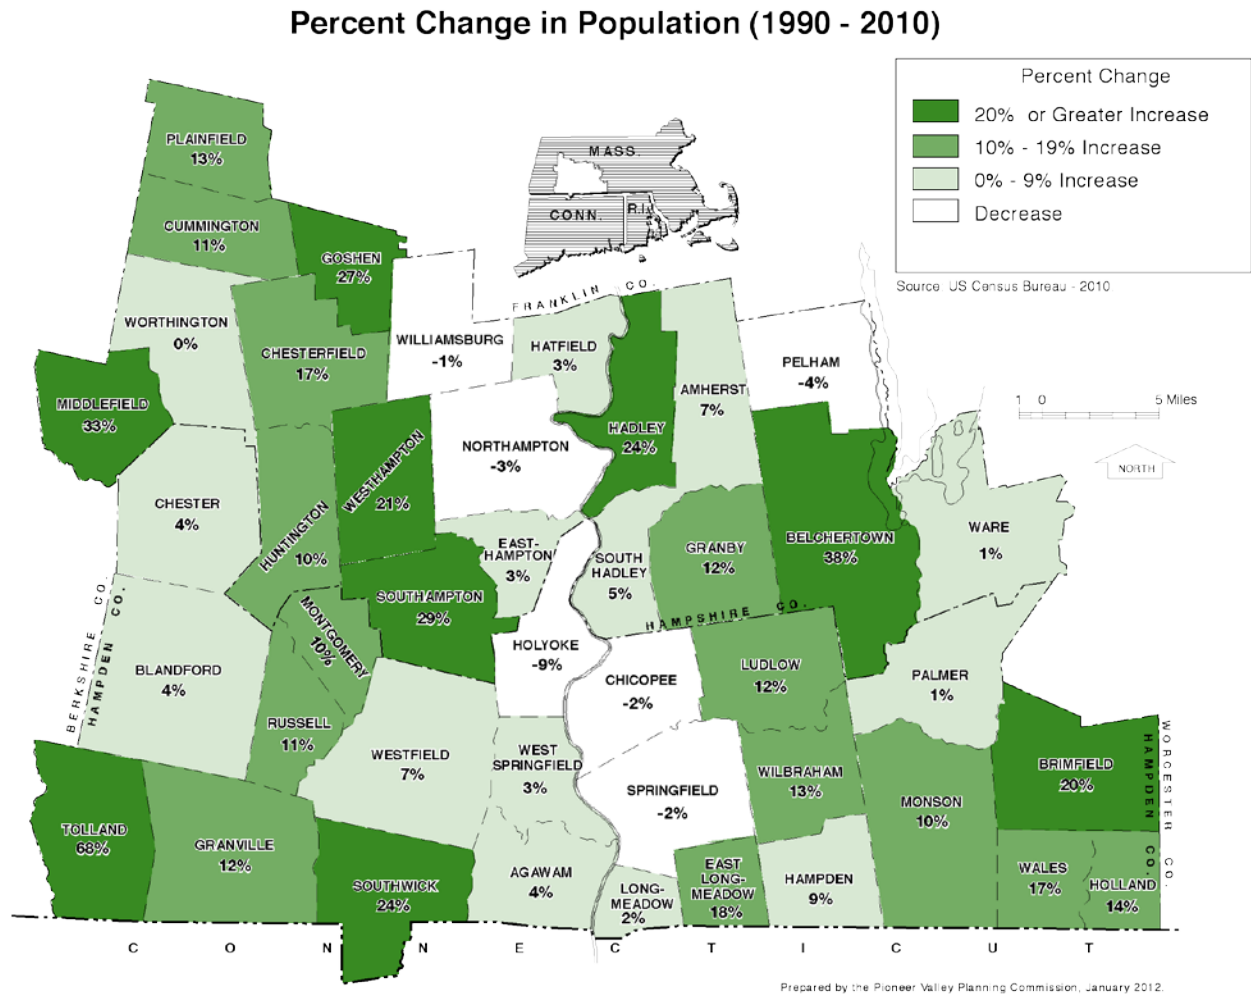 Percent Change in Population (1990 - 2010)
Percent Change
20% or Greater Increase
10% - 19% Increase
0% - 9% Increase
Decrease
Source: US Census Bureau - 2010
MASS.
CONN.
R.I.
PLAINFIELD
13%
CUMMINGTON
11%
GOSHEN
27%
FRANKLIN CO.
WORTHINGTON
0%
CHESTERFIELD
17%
WILLIAMSBURG
-1%
HATFIELD
3%
PELHAM
-4%
MIDDLEFIELD
33%
AMHERST
7%
HADLEY
24%
1 0 5 Miles
NORTH
NORTHAMPTON
-3%
WESTHAMPTON
21%
CHESTER
4%
HUNTINGTON
10%
EAST-
HAMPTON
3%
SOUTH
HADLEY
5%
GRANBY
12%
BELCHERTOWN
38%
WARE
1%
SOUTHAMPTON
29%
MONTGOMERY
10%
HAMPSHIRE CO.
BERKSHIRE CO.
HAMPDEN CO.
BLANDFORD
4%
HOLYOKE
-9%
CHICOPEE
-2%
LUDLOW
12%
PALMER
1%
RUSSELL
11%
WESTFIELD
7%
WEST
SPRINGFIELD
3%
SPRINGFIELD
-2%
WILBRAHAM
13%
MONSON
10%
BRIMFIELD
20%
HAMPDEN CO.
WORCESTER CO.
TOLLAND
68%
GRANVILLE
12%
SOUTHWICK
24%
AGAWAM
4%
LONG-
MEADOW
2%
EAST
LONG-
MEADOW
18%
HAMPDEN
9%
WALES
17%
HOLLAND
14%
CONNECTICUT
Prepared by the Pioneer Valley Planning Commission, January 2012.